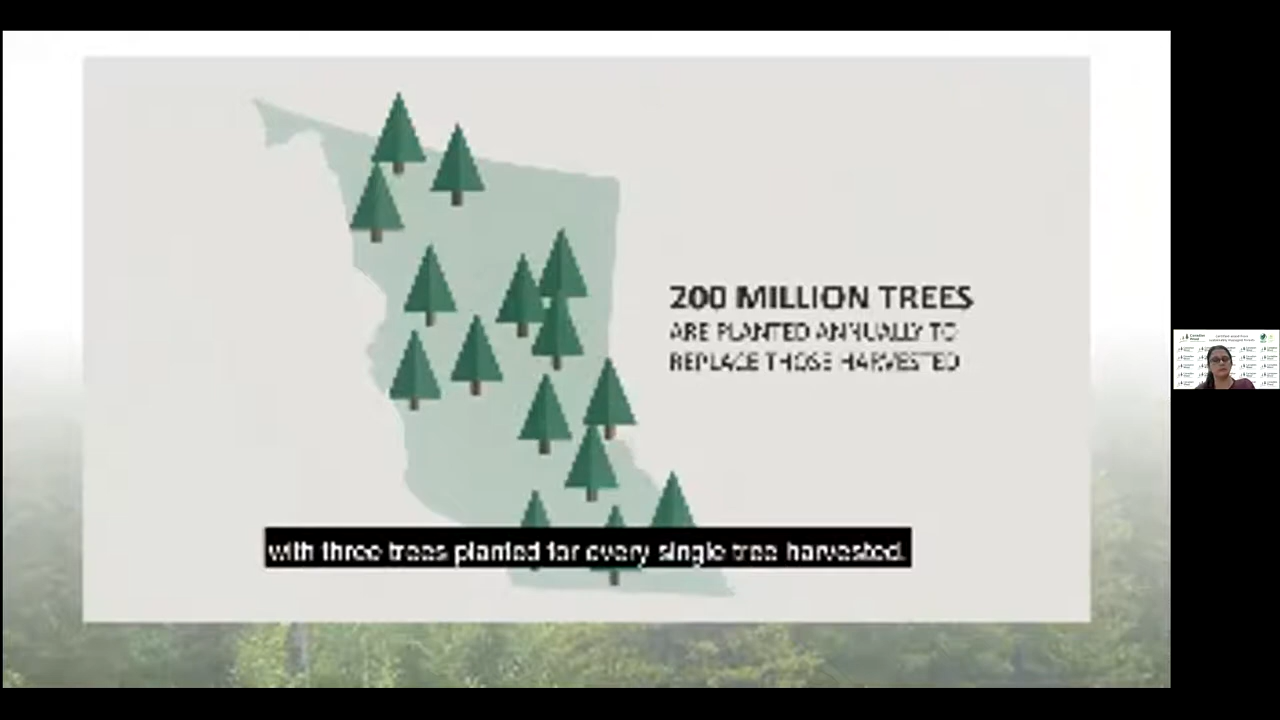 200 MILLION TREES
ARE PLANTED ANNUALLY TO
REPLACE THOSE HARVESTED
with three trees planted for every single tree harvested.